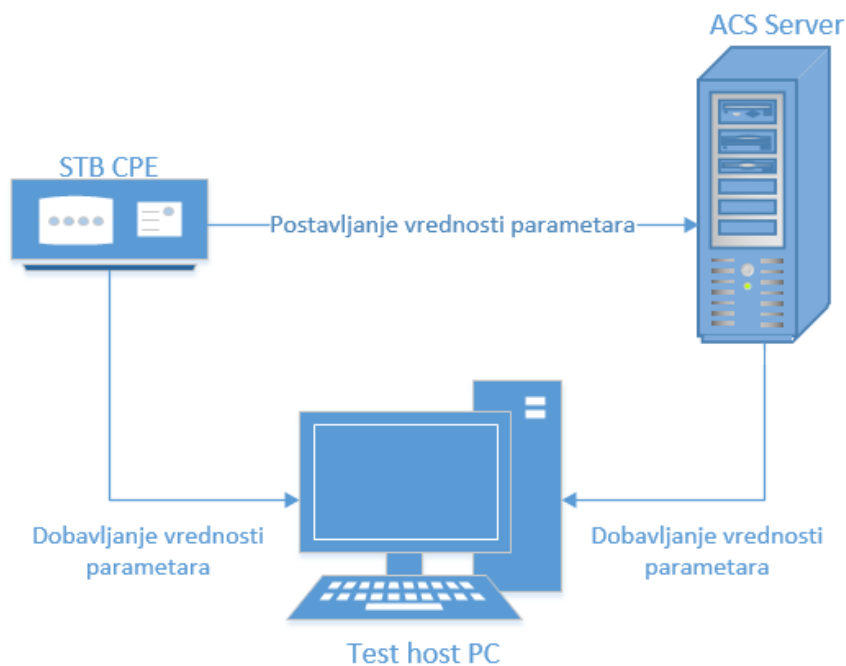 ACS Server
STB CPE
Postavljanje vrednosti parametara
Dobavljanje vrednosti
parametara
Dobavljanje vrednosti
parametara
Test host PC